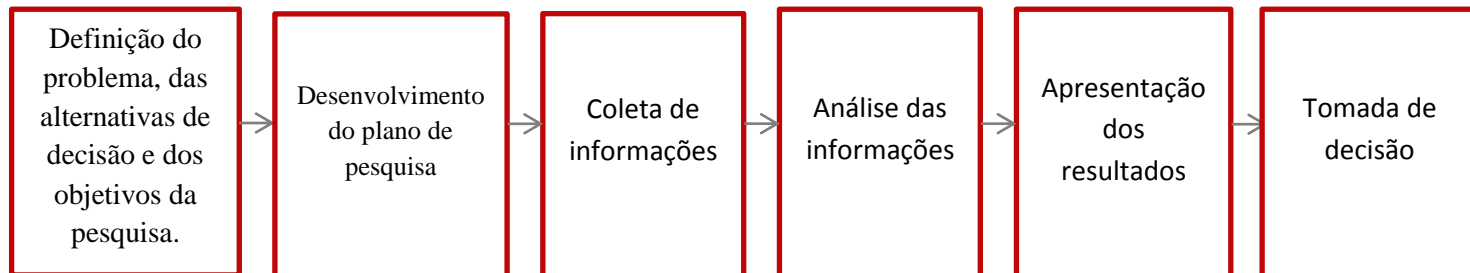 Definição do
problema, das
alternativas de
decisão e dos
objetivos da
pesquisa.
Desenvolvimento
do plano de
pesquisa
Coleta de
informações
Análise das
informações
Apresentação
dos
resultados
Tomada de
decisão